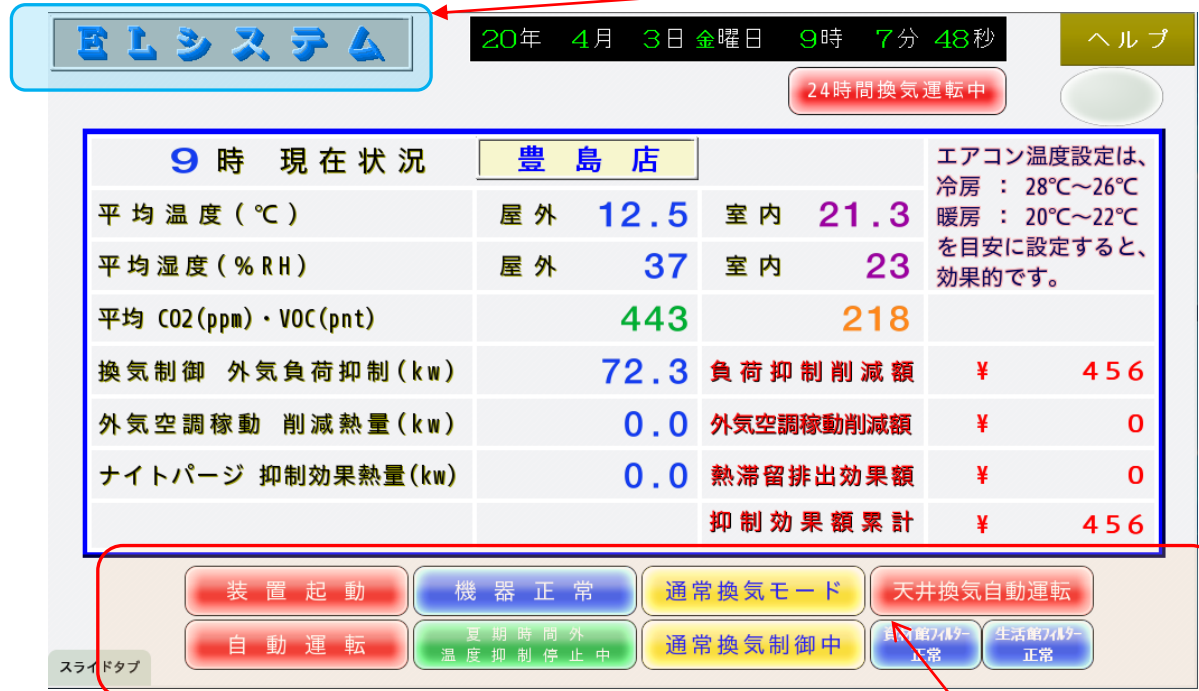 ELシステム
20年 4月 3日 金曜日 9時 7分 48秒
ヘルプ
24時間換気運転中
9時 現在状況 豊島店
エアコン温度設定は、
冷房 : 28℃~26℃
暖房 : 20℃~22℃
を目安に設定すると、
効果的です。
平均温度(℃) 屋外 12.5 室内 21.3
平均湿度(%RH) 屋外 37 室内 23
平均 CO2(ppm)・VOC(pnt) 443 218
換気制御 外気負荷抑制(kw) 72.3 負荷抑制削減額 ¥ 456
外気空調稼動 削減熱量(kw) 0.0 外気空調稼動削減額 ¥ 0
ナイトパージ 抑制効果熱量(kw) 0.0 熱滞留排出効果額 ¥ 0
抑制効果額累計 ¥ 456
装置起動 機器正常 通常換気モード 天井換気自動運転
自動運転
夏期時間外
温度抑制停止中
通常換気制御中
館フィルター
正常
生活館フィルター
正常
スライドタブ